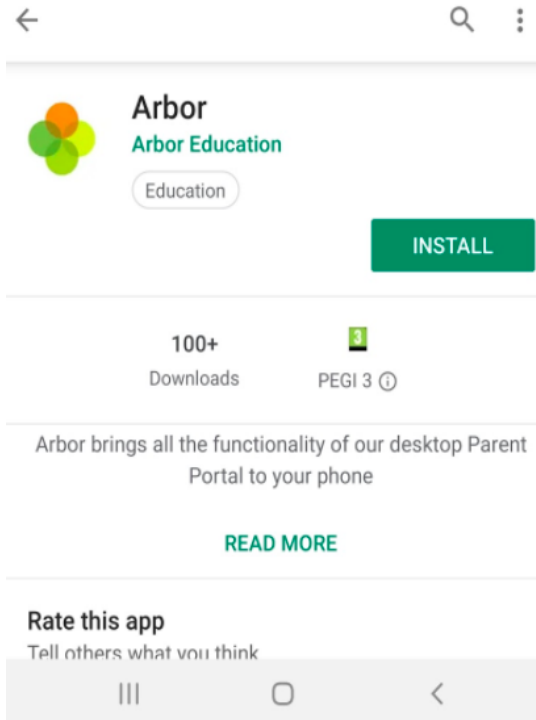 Arbor
Arbor Education
Education
INSTALL
100+
Downloads
3
PEGI 3
Arbor brings all the functionality of our desktop Parent
Portal to your phone
READ MORE
Rate this app
Tell others what you think